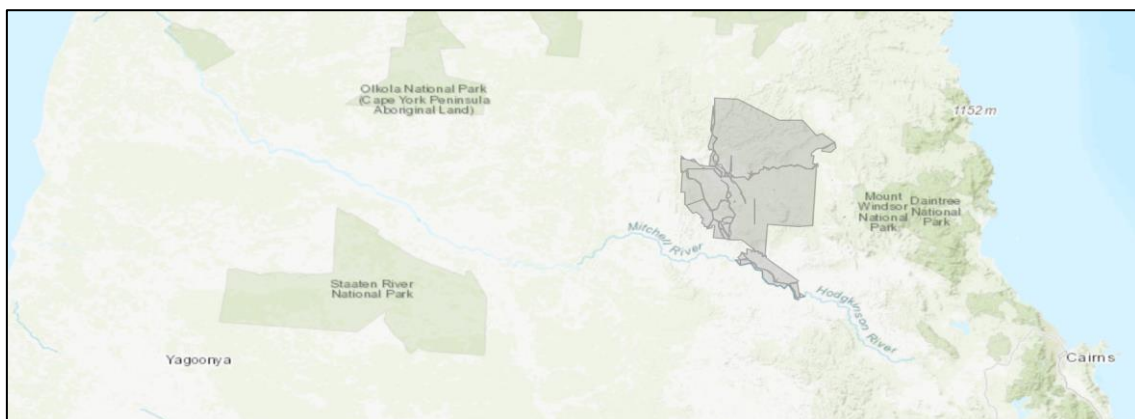 Olkola National Park
(Cape York Peninsula
Aboriginal Land)
1152 m
Mount
Windsor
National
Park
Daintree
National
Park
Mitchell River
Staaten River
National Park
Hodgkinson River
Yagoonya
Cairns